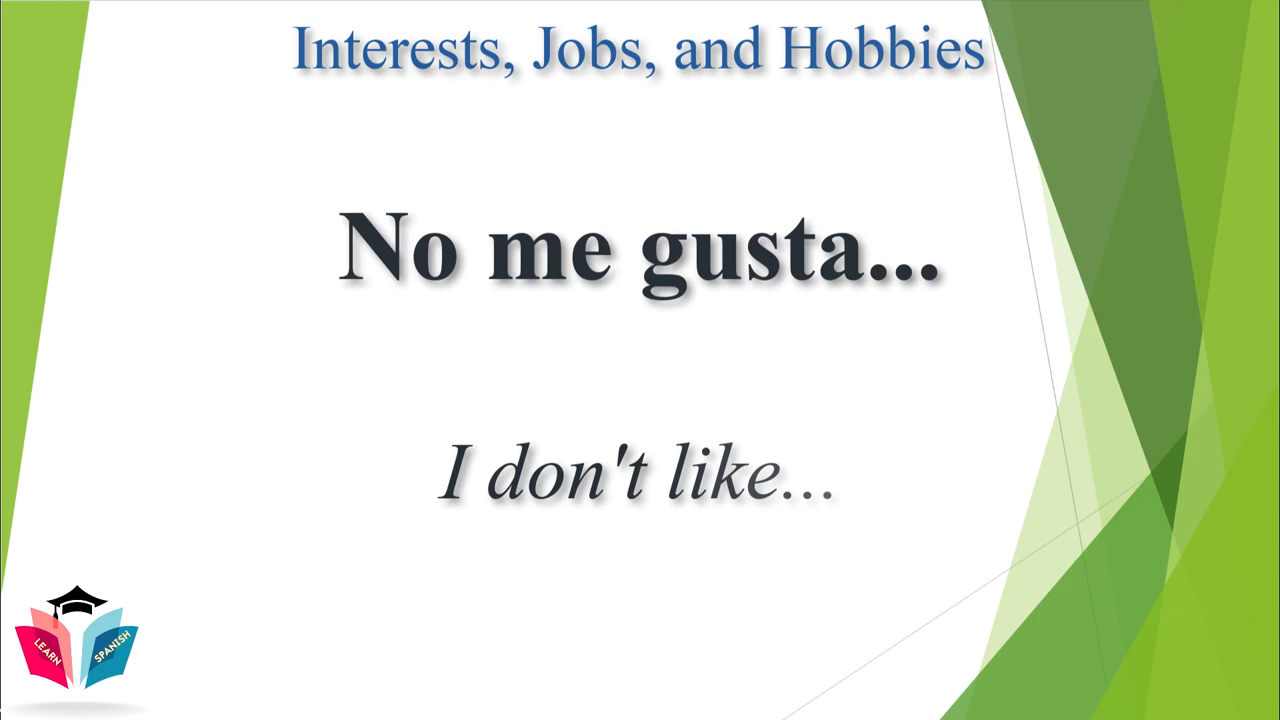 Interests, Jobs, and Hobbies
No me gusta...
I don't like...
LEARN SPANISH